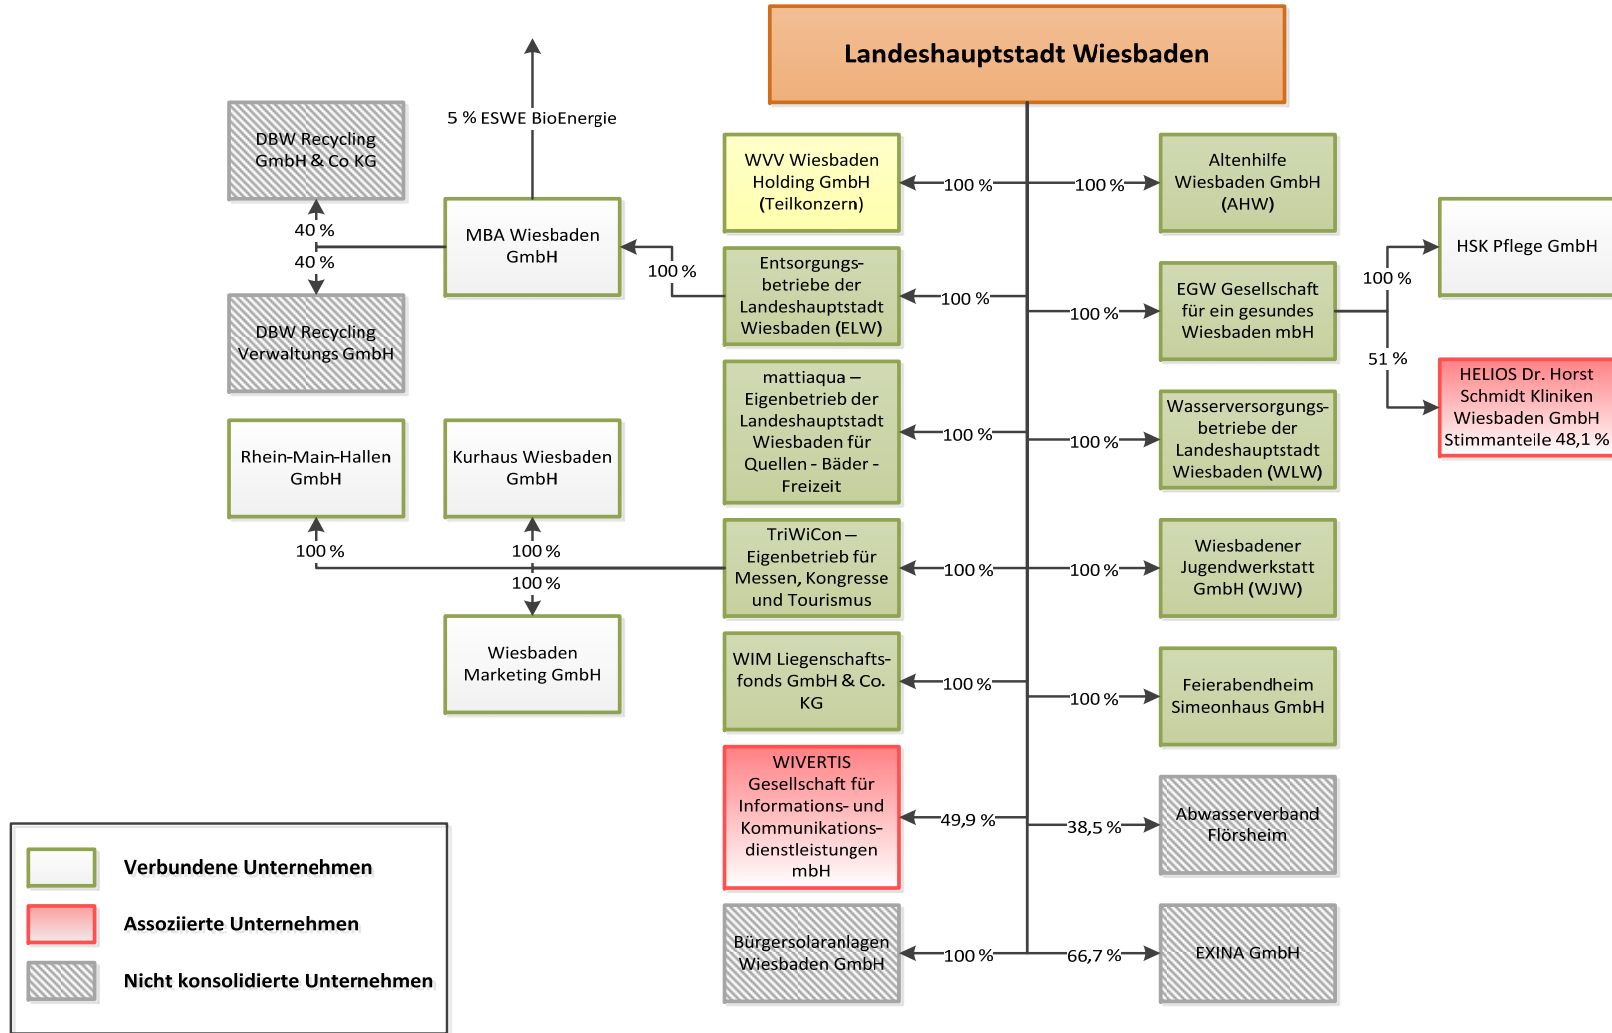 Landeshauptstadt Wiesbaden
5 % ESWE BioEnergie
DBW Recycling
GmbH & Co KG
40 %
40 %
DBW Recycling
Verwaltungs GmbH
MBA Wiesbaden
GmbH
100 %
WVV Wiesbaden
Holding GmbH
(Teilkonzern)
100 %
100 %
Altenhilfe
Wiesbaden GmbH
(AHW)
Entsorgungs-
betriebe der
Landeshauptstadt
Wiesbaden (ELW)
100 %
100 %
EGW Gesellschaft
für ein gesundes
Wiesbaden mbH
100 %
HSK Pflege GmbH
51 %
HELIOS Dr. Horst
Schmidt Kliniken
Wiesbaden GmbH
Stimmanteile 48,1 %
mattiaqua –
Eigenbetrieb der
Landeshauptstadt
Wiesbaden für
Quellen - Bäder -
Freizeit
100 %
100 %
Wasserversorgungs-
betriebe der
Landeshauptstadt
Wiesbaden (WLW)
Rhein-Main-Hallen
GmbH
Kurhaus Wiesbaden
GmbH
100 %
100 %
100 %
Wiesbaden
Marketing GmbH
TriWiCon –
Eigenbetrieb für
Messen, Kongresse
und Tourismus
100 %
100 %
Wiesbadener
Jugendwerkstatt
GmbH (WJW)
WIM Liegenschafts-
fonds GmbH & Co.
KG
100 %
100 %
Feierabendheim
Simeonhaus GmbH
WIVERTIS
Gesellschaft für
Informations- und
Kommunikations-
dienstleistungen
mbH
49,9 %
38,5 %
Abwasserverband
Flörsheim
Bürgersolaranlagen
Wiesbaden GmbH
100 %
66,7 %
EXINA GmbH
Verbundene Unternehmen
Assoziierte Unternehmen
Nicht konsolidierte Unternehmen